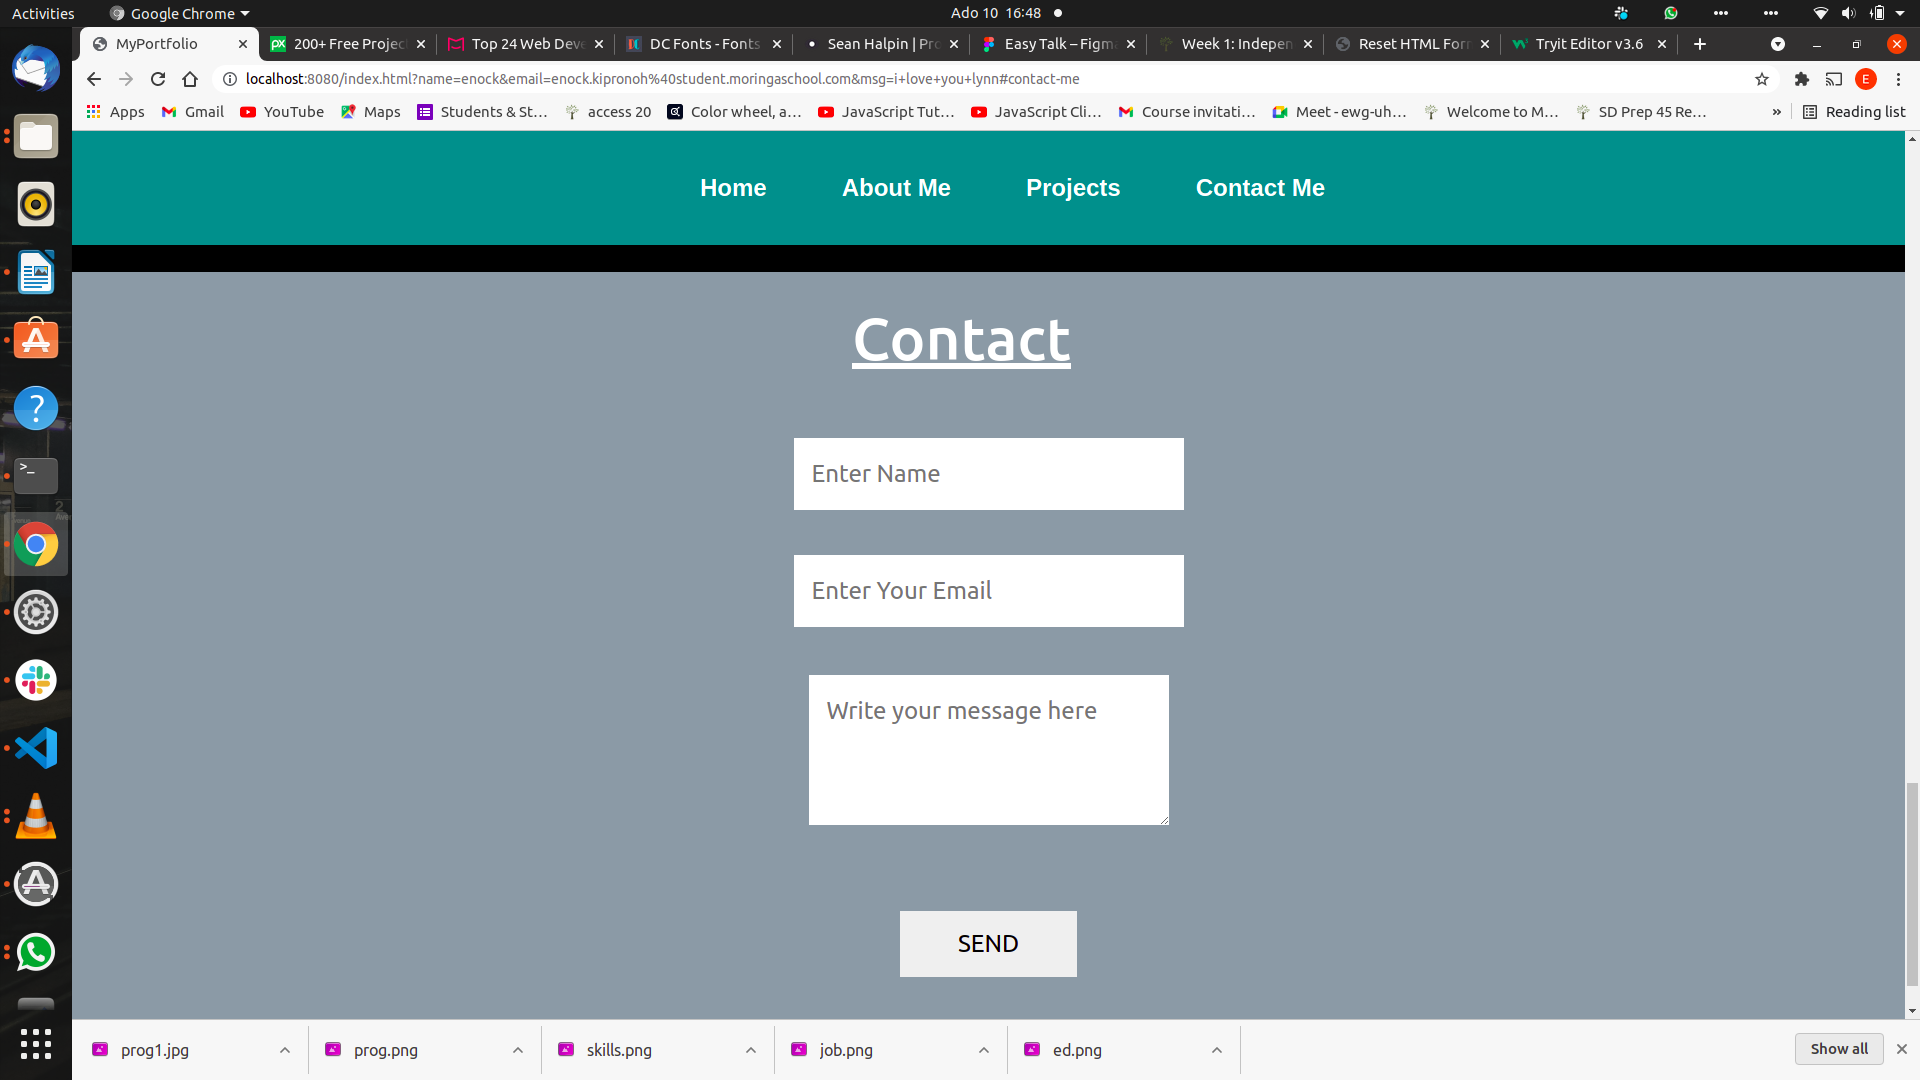 Activities Google Chrome Ado 10 16:48
MyPortfolio 200+ Free Projec Top 24 Web Deve DC Fonts - Fonts Sean Halpin | Pro Easy Talk – Figma Week 1: Indepen Reset HTML Form Tryit Editor v3.6
localhost:8080/index.html?name=enock&email=enock.kipronoh%40student.moringaschool.com&msg=i+love+you+lynn#contact-me E
Apps Gmail YouTube Maps Students & St… access 20 Color wheel, a… JavaScript Tut… JavaScript Cli… Course invitati… Meet - ewg-uh… Welcome to M… SD Prep 45 Re… » Reading list
Home About Me Projects Contact Me
Contact
Enter Name
Enter Your Email
Write your message here
SEND
prog1.jpg prog.png skills.png job.png ed.png Show all